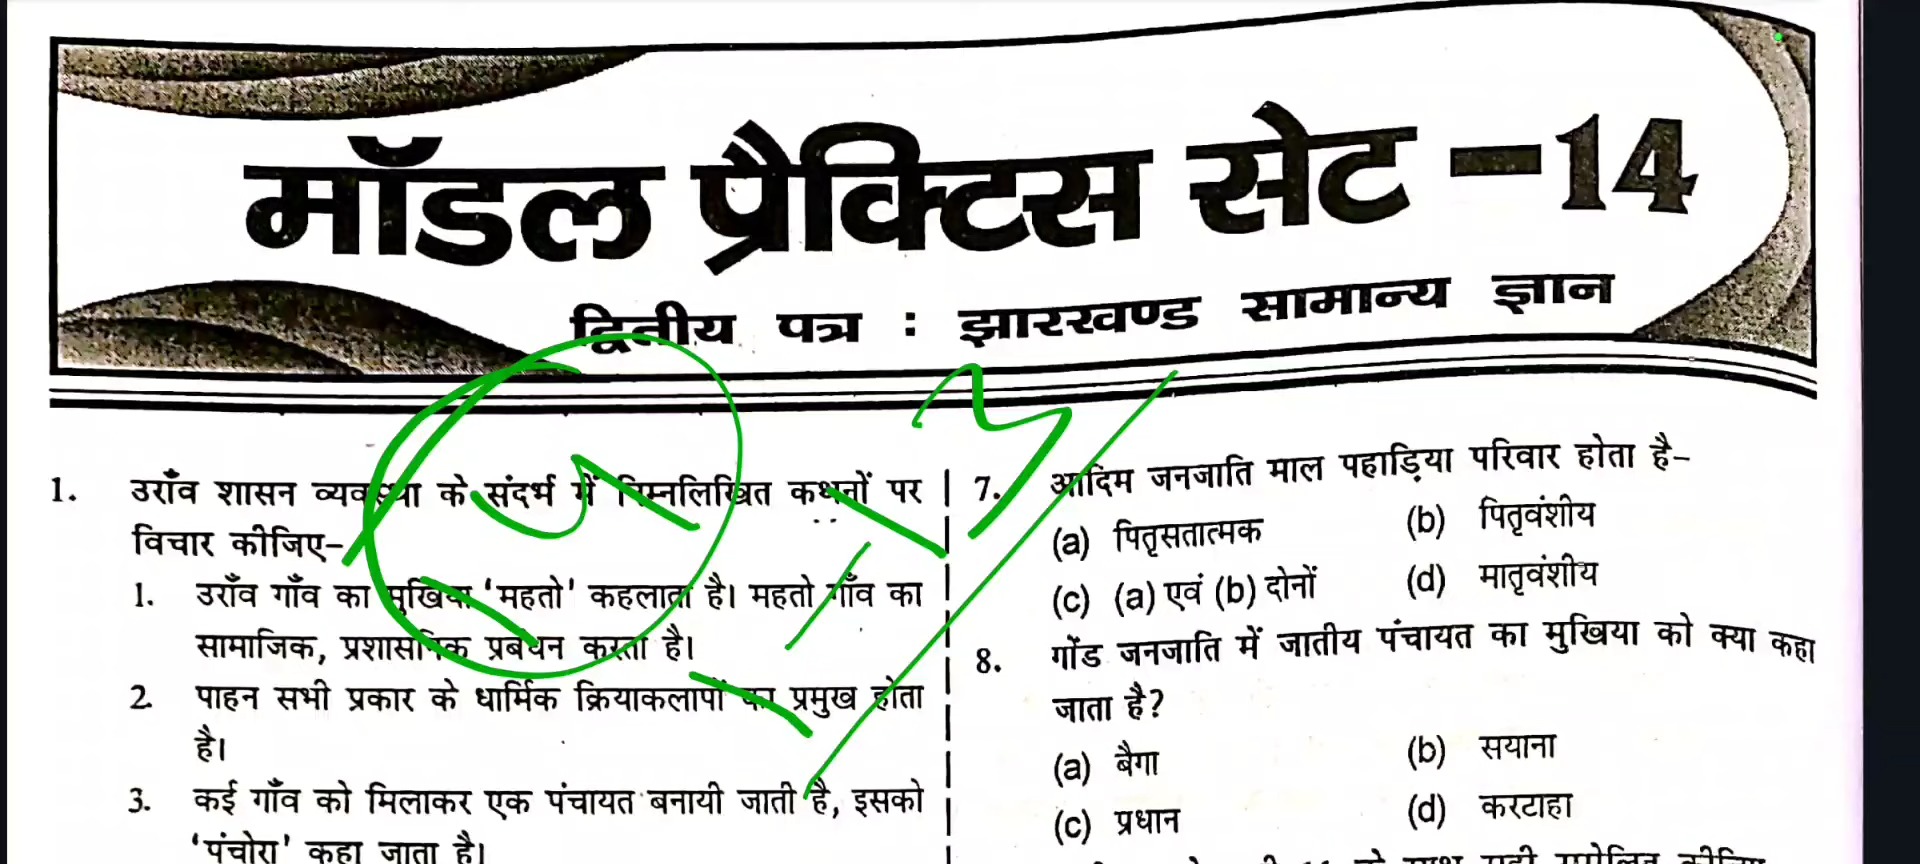 मॉडल प्रैक्टिस सेट -14
द्वितीय पत्र : झारखण्ड सामान्य ज्ञान
1. उराँव शासन व्यवस्था के संदर्भ में निम्नलिखित कथनों पर
विचार कीजिए-
1. उराँव गाँव का मुखिया 'महतो' कहलाता है। महतो गाँव का
सामाजिक, प्रशासनिक प्रबंधन करता है।
2. पाहन सभी प्रकार के धार्मिक क्रियाकलापों का प्रमुख होता
है।
3. कई गाँव को मिलाकर एक पंचायत बनायी जाती है, इसको
'पंचोरा' कहा जाता है।
7. आदिम जनजाति माल पहाड़िया परिवार होता है-
(a) पितृसतात्मक (b) पितृवंशीय
(c) (a) एवं (b) दोनों (d) मातृवंशीय
8. गोंड जनजाति में जातीय पंचायत का मुखिया को क्या कहा
जाता है?
(a) बैगा (b) सयाना
(c) प्रधान (d) करटाहा